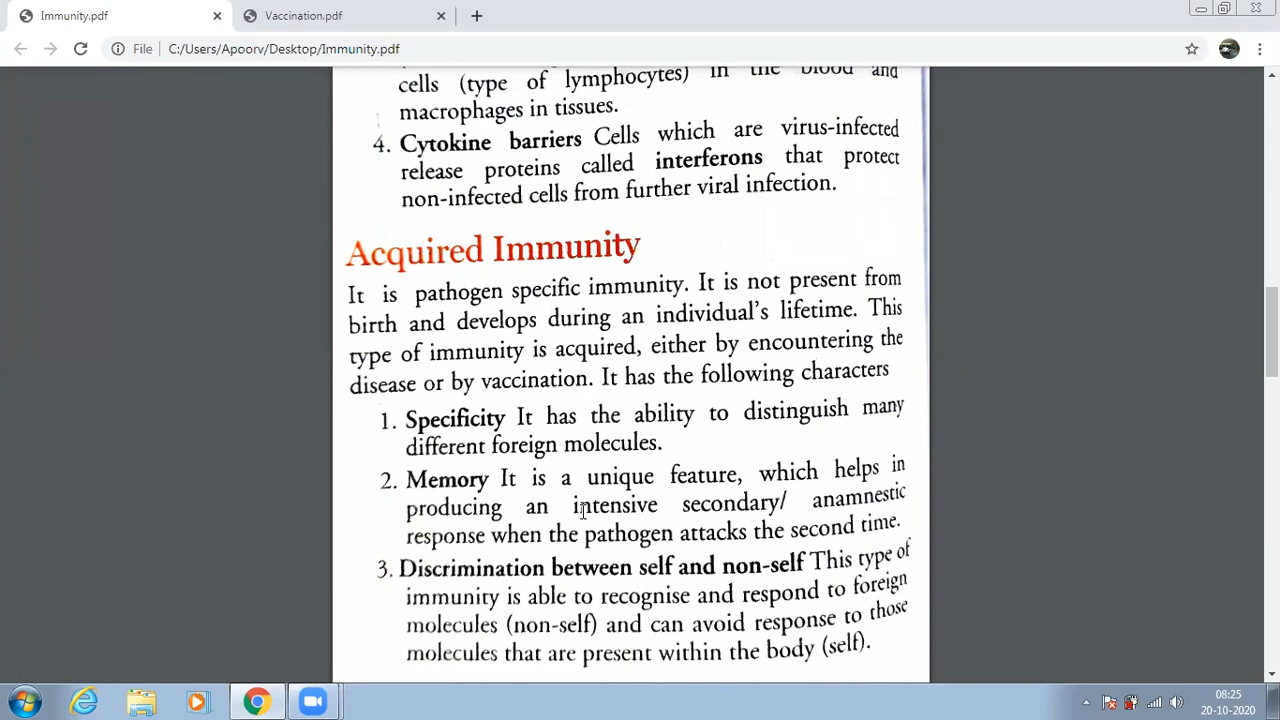 Immunity.pdf
Vaccination.pdf
File
C:/Users/Apoorv/Desktop/Immunity.pdf
cells (type of lymphocytes) in the blood and
macrophages in tissues.
4. Cytokine barriers Cells which are virus-infected
release proteins called interferons that protect
non-infected cells from further viral infection.
Acquired Immunity
It is pathogen specific immunity. It is not present from
birth and develops during an individual's lifetime. This
type of immunity is acquired, either by encountering the
disease or by vaccination. It has the following characters
1. Specificity It has the ability to distinguish many
different foreign molecules.
2. Memory It is a unique feature, which helps in
producing an intensive secondary/ anamnestic
response when the pathogen attacks the second time.
3. Discrimination between self and non-self This type of
immunity is able to recognise and respond to foreign
molecules (non-self) and can avoid response to those
molecules that are present within the body (self).
08:25
20-10-2020